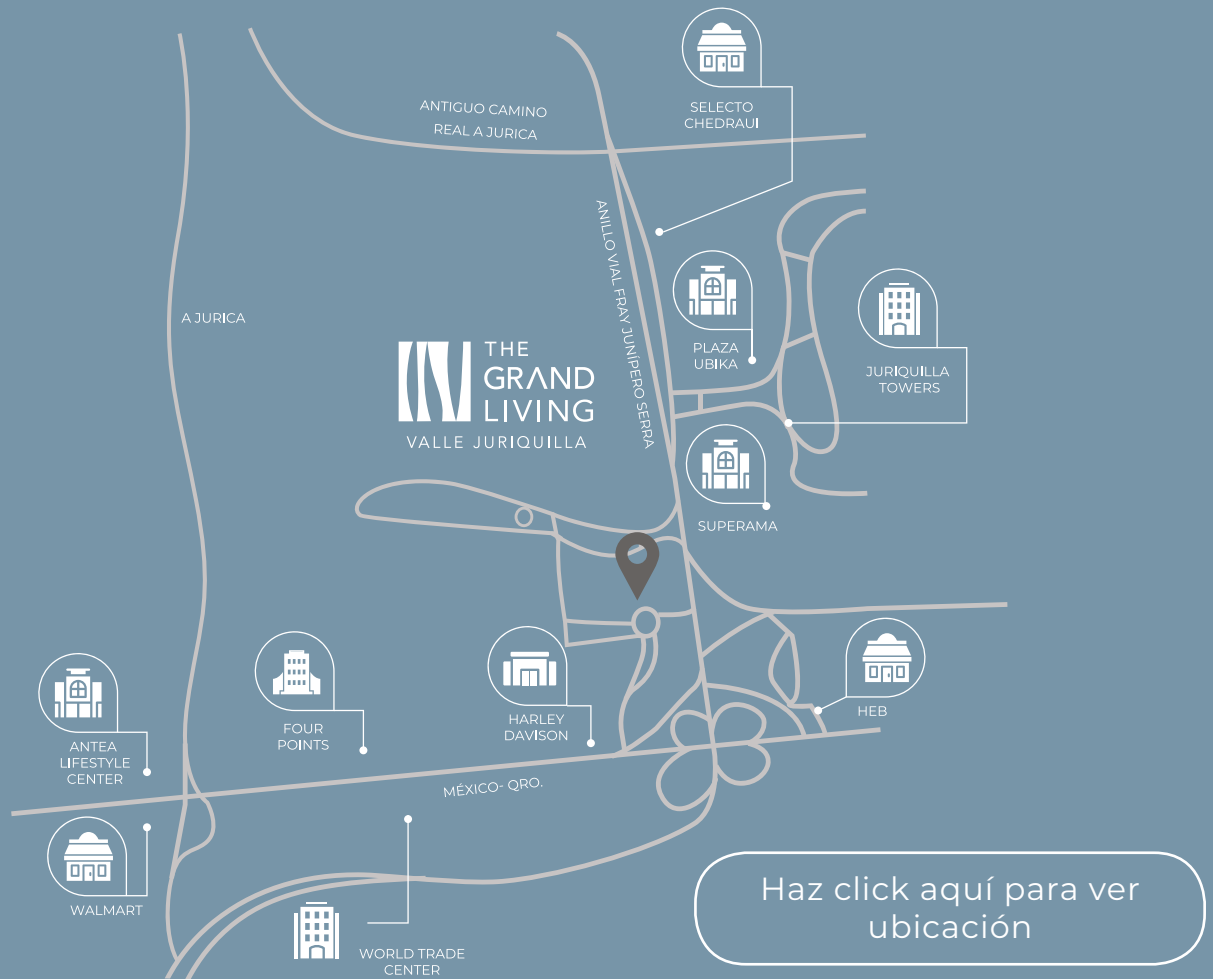 SELECTO
CHEDRAUI
ANTIGUO CAMINO
REAL A JURICA
ANILLO VIAL FRAY JUNÍPERO SERRA
A JURICA
THE
GRAND
LIVING
VALLE JURIQUILLA
PLAZA
UBIKA
JURIQUILLA
TOWERS
SUPERAMA
HEB
HARLEY
DAVISON
FOUR
POINTS
ANTEA
LIFESTYLE
CENTER
MÉXICO- QRO.
WALMART
WORLD TRADE
CENTER
Haz click aquí para ver
ubicación